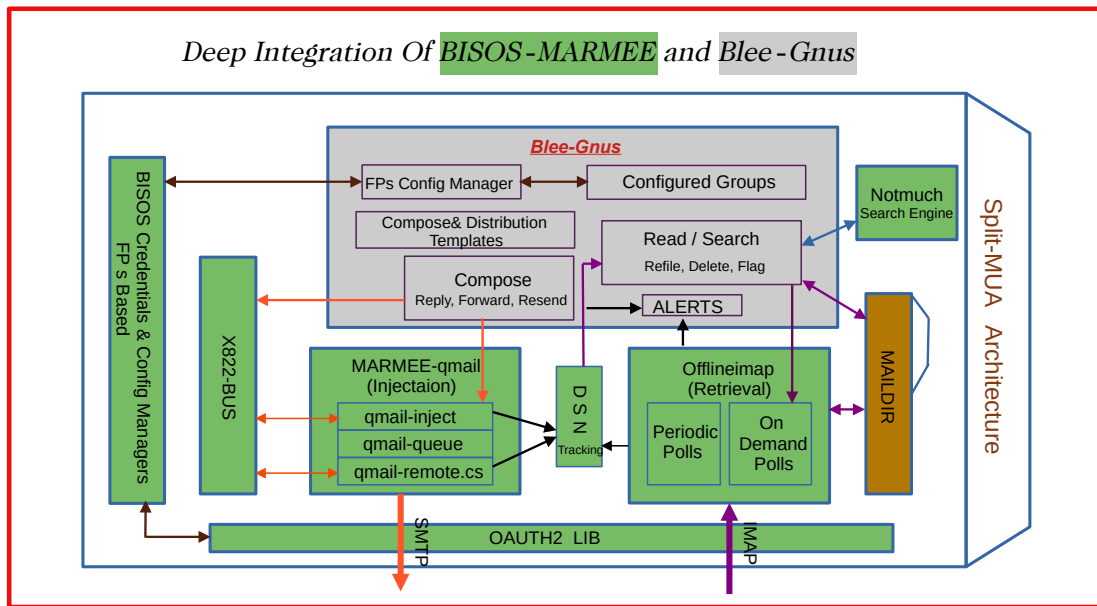 Deep Integration Of BISOS-MARMEE and Blee-Gnus
Blee-Gnus
FPs Config Manager
Configured Groups
Compose& Distribution
Templates
Read / Search
Refile, Delete, Flag
Compose
Reply, Forward, Resend
ALERTS
Notmuch
Search Engine
BISOS Credentials & Config Managers
FP s Based
X822-BUS
MARMEE-qmail
(Injectaion)
qmail-inject
qmail-queue
qmail-remote.cs
D S N
Tracking
Offlineimap
(Retrieval)
Periodic
Polls
On
Demand
Polls
MAILDIR
Split-MUA Architecture
OAUTH2 LIB
SMTP
IMAP